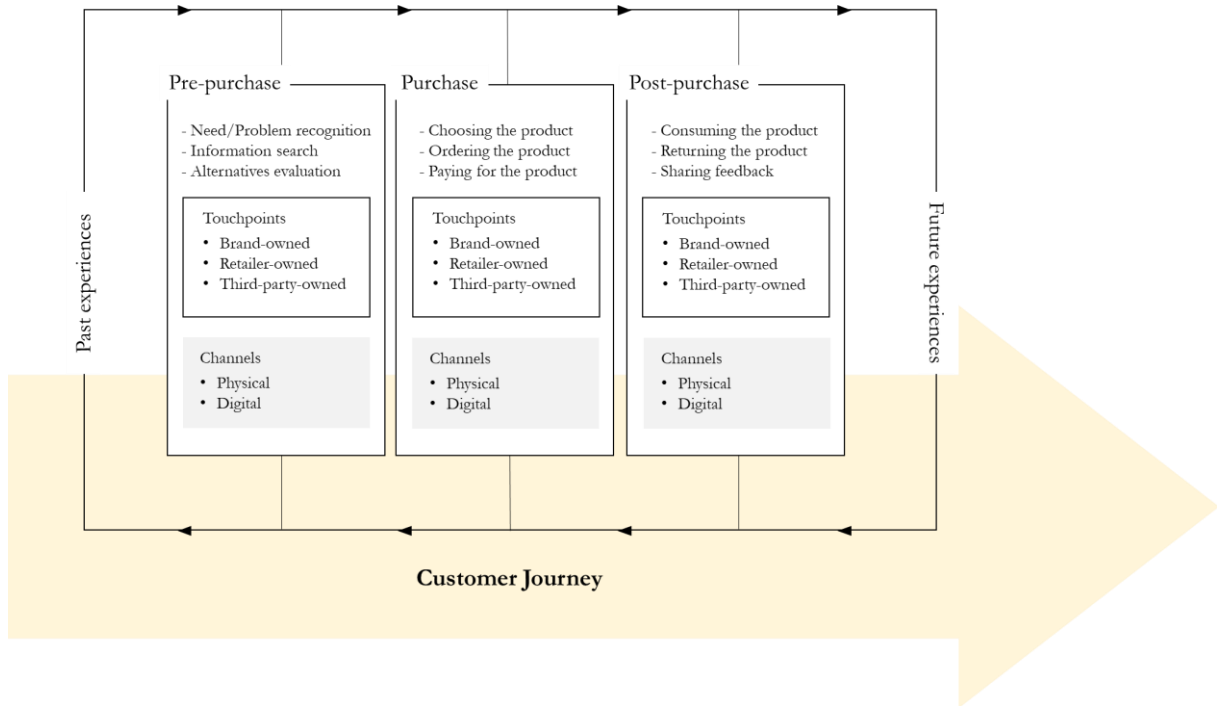 Past experiences
Pre-purchase
- Need/Problem recognition
- Information search
- Alternatives evaluation
Touchpoints
• Brand-owned
• Retailer-owned
• Third-party-owned
Channels
• Physical
• Digital
Purchase
- Choosing the product
- Ordering the product
- Paying for the product
Touchpoints
• Brand-owned
• Retailer-owned
• Third-party-owned
Channels
• Physical
• Digital
Post-purchase
- Consuming the product
- Returning the product
- Sharing feedback
Touchpoints
• Brand-owned
• Retailer-owned
• Third-party-owned
Channels
• Physical
• Digital
Future experiences
Customer Journey